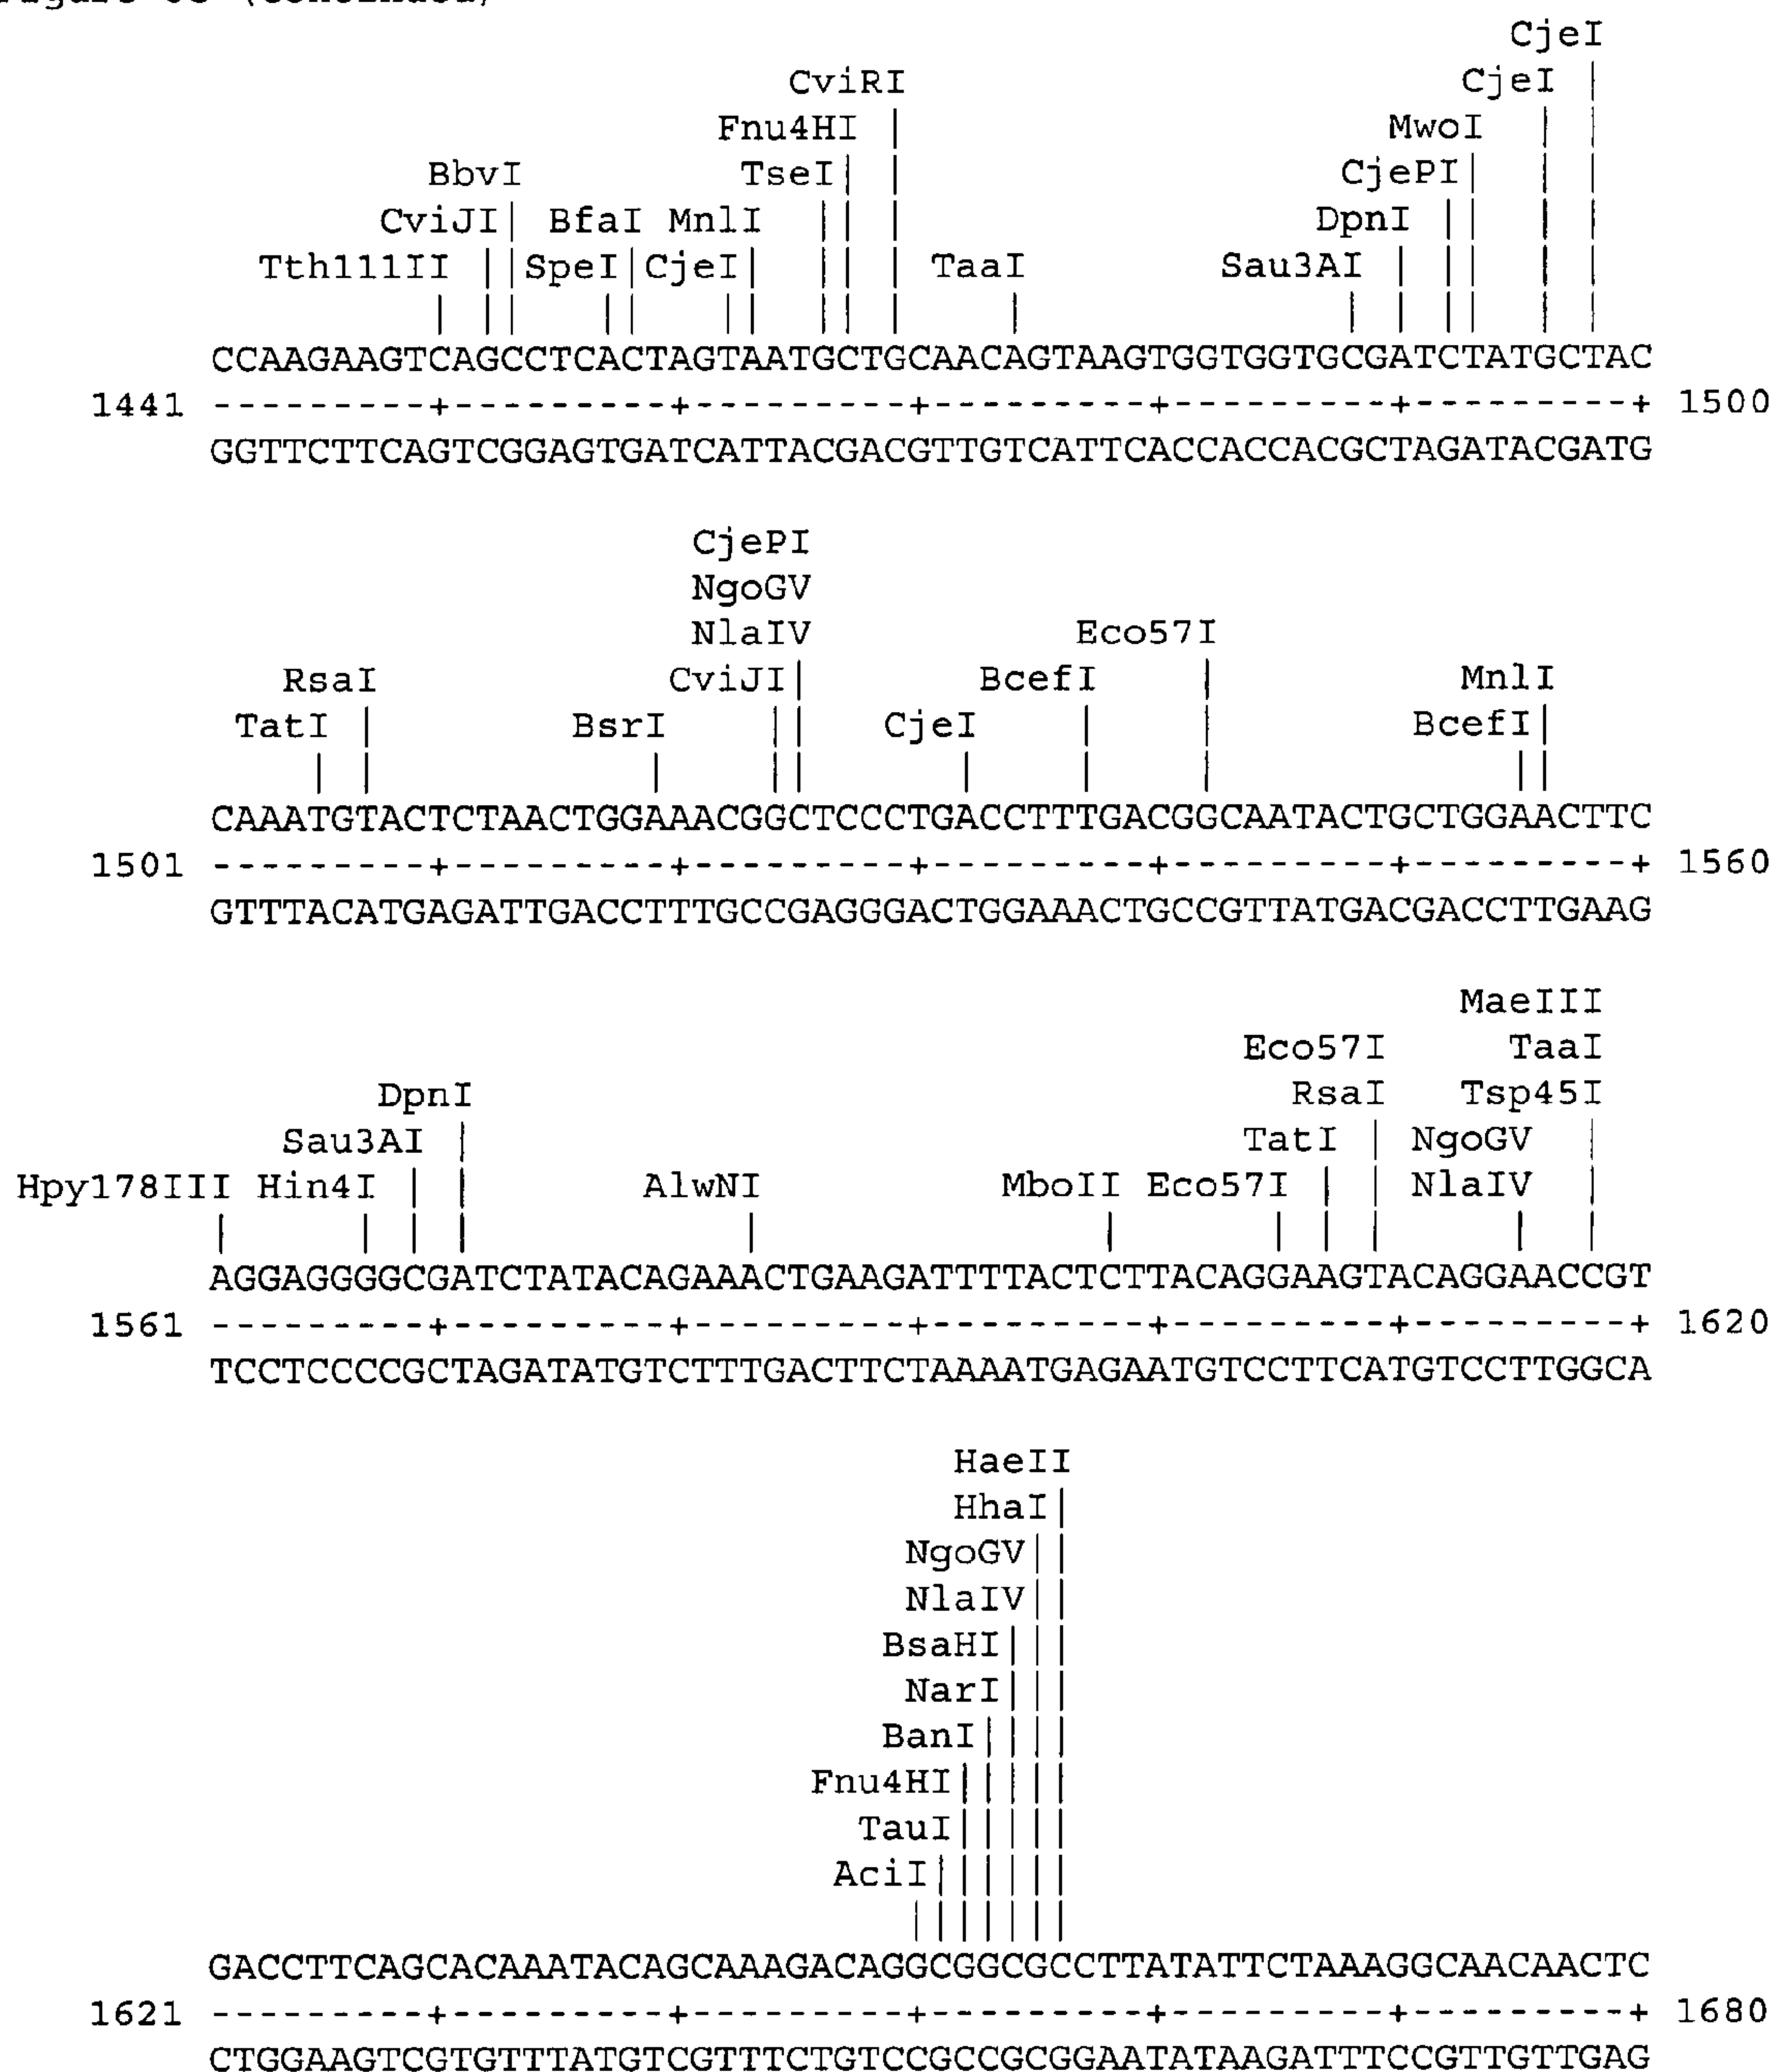 CjeI
CviRI CjeI
Fnu4HI MwoI
BbvI TseI CjePI
CviJI BfaI MnlI DpnI
Tth111II SpeI CjeI TaaI Sau3AI
CCAAGAAGTCAGCCTCACTAGTAATGCTGCAACAGTAAGTGGTGGTGCGATCTATGCTAC
1441 ---------+---------+---------+---------+---------+---------+ 1500
GGTTCTTCAGTCGGAGTGATCATTACGACGTTGTCATTCACCACCACGCTAGATACGATG
CjePI
NgoGV
NlaIV Eco57I
RsaI CviJI BcefI MnlI
TatI BsrI CjeI BcefI
CAAATGTACTCTAACTGGAAACGGCTCCCTGACCTTTGACGGCAATACTGCTGGAACTTC
1501 ---------+---------+---------+---------+---------+---------+ 1560
GTTTACATGAGATTGACCTTTGCCGAGGGACTGGAAACTGCCGTTATGACGACCTTGAAG
MaeIII
Eco57I TaaI
DpnI RsaI Tsp45I
Sau3AI TatI NgoGV
Hpy178III Hin4I AlwNI MboII Eco57I NlaIV
AGGAGGGGCGATCTATACAGAAACTGAAGATTTTACTCTTACAGGAAGTACAGGAACCGT
1561 ---------+---------+---------+---------+---------+---------+ 1620
TCCTCCCCGCTAGATATGTCTTTGACTTCTAAAATGAGAATGTCCTTCATGTCCTTGGCA
HaeII
HhaI
NgoGV
NlaIV
BsaHI
NarI
BanI
Fnu4HI
TauI
AciI
GACCTTCAGCACAAATACAGCAAAGACAGGCGGCGCCTTATATTCTAAAGGCAACAACTC
1621 ---------+---------+---------+---------+---------+---------+ 1680
CTGGAAGTCGTGTTTATGTCGTTTCTGTCCGCCGCGGAATATAAGATTTCCGTTGTTGAG